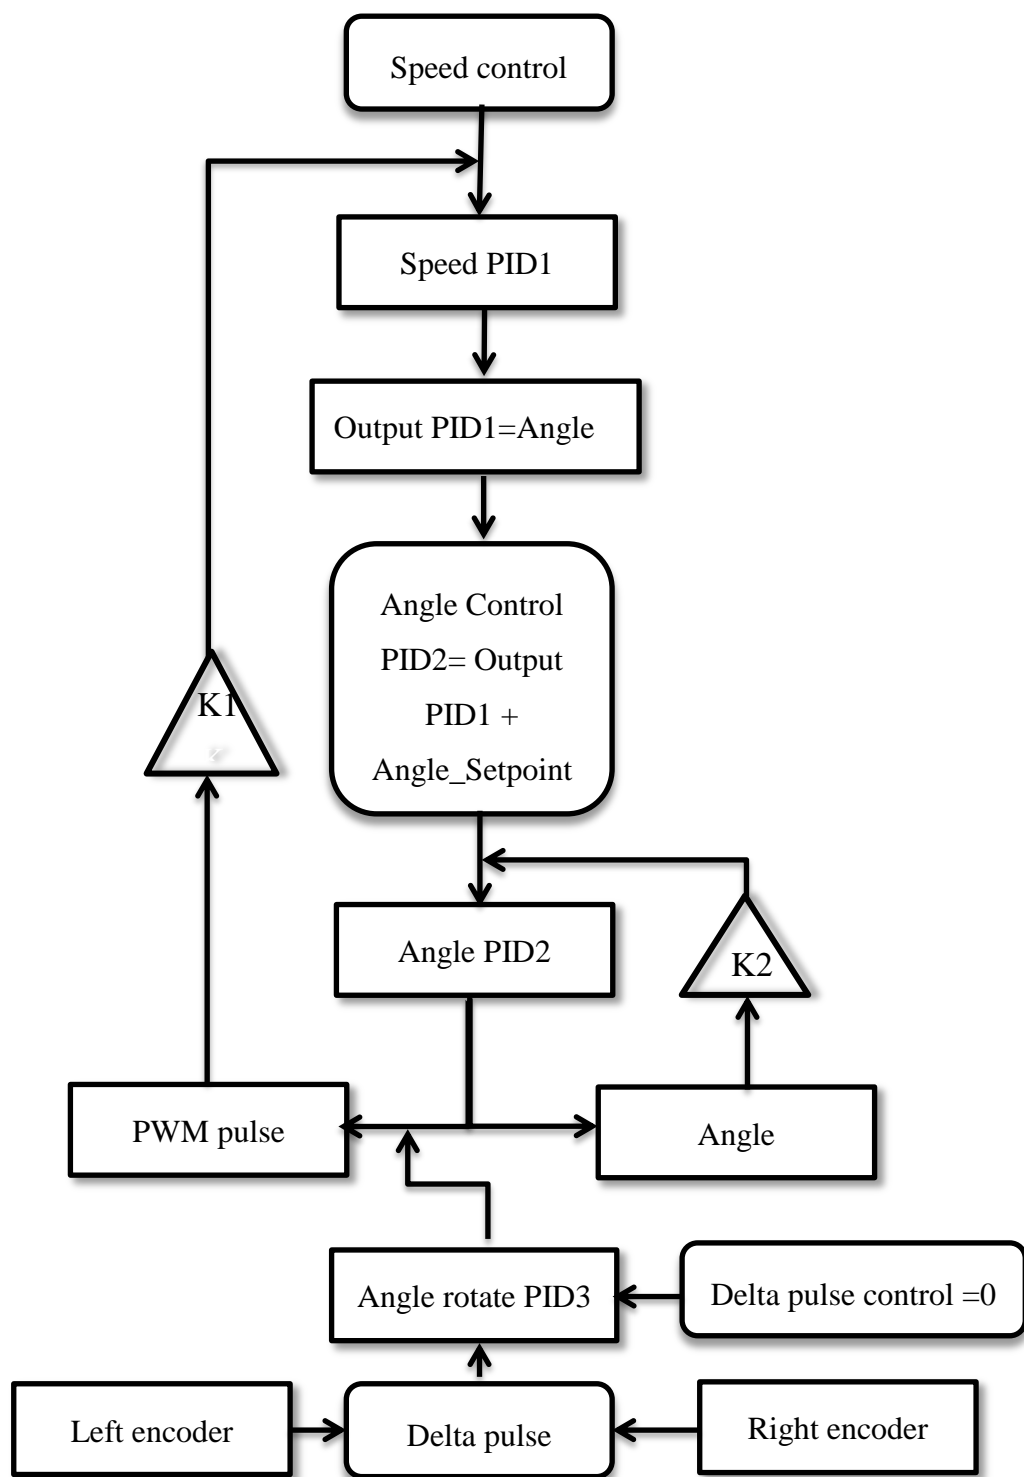 Speed control
Speed PID1
Output PID1=Angle
Angle Control
PID2= Output
PID1 +
Angle_Setpoint
K1
Angle PID2
K2
PWM pulse
Angle
Angle rotate PID3
Delta pulse control =0
Left encoder
Delta pulse
Right encoder